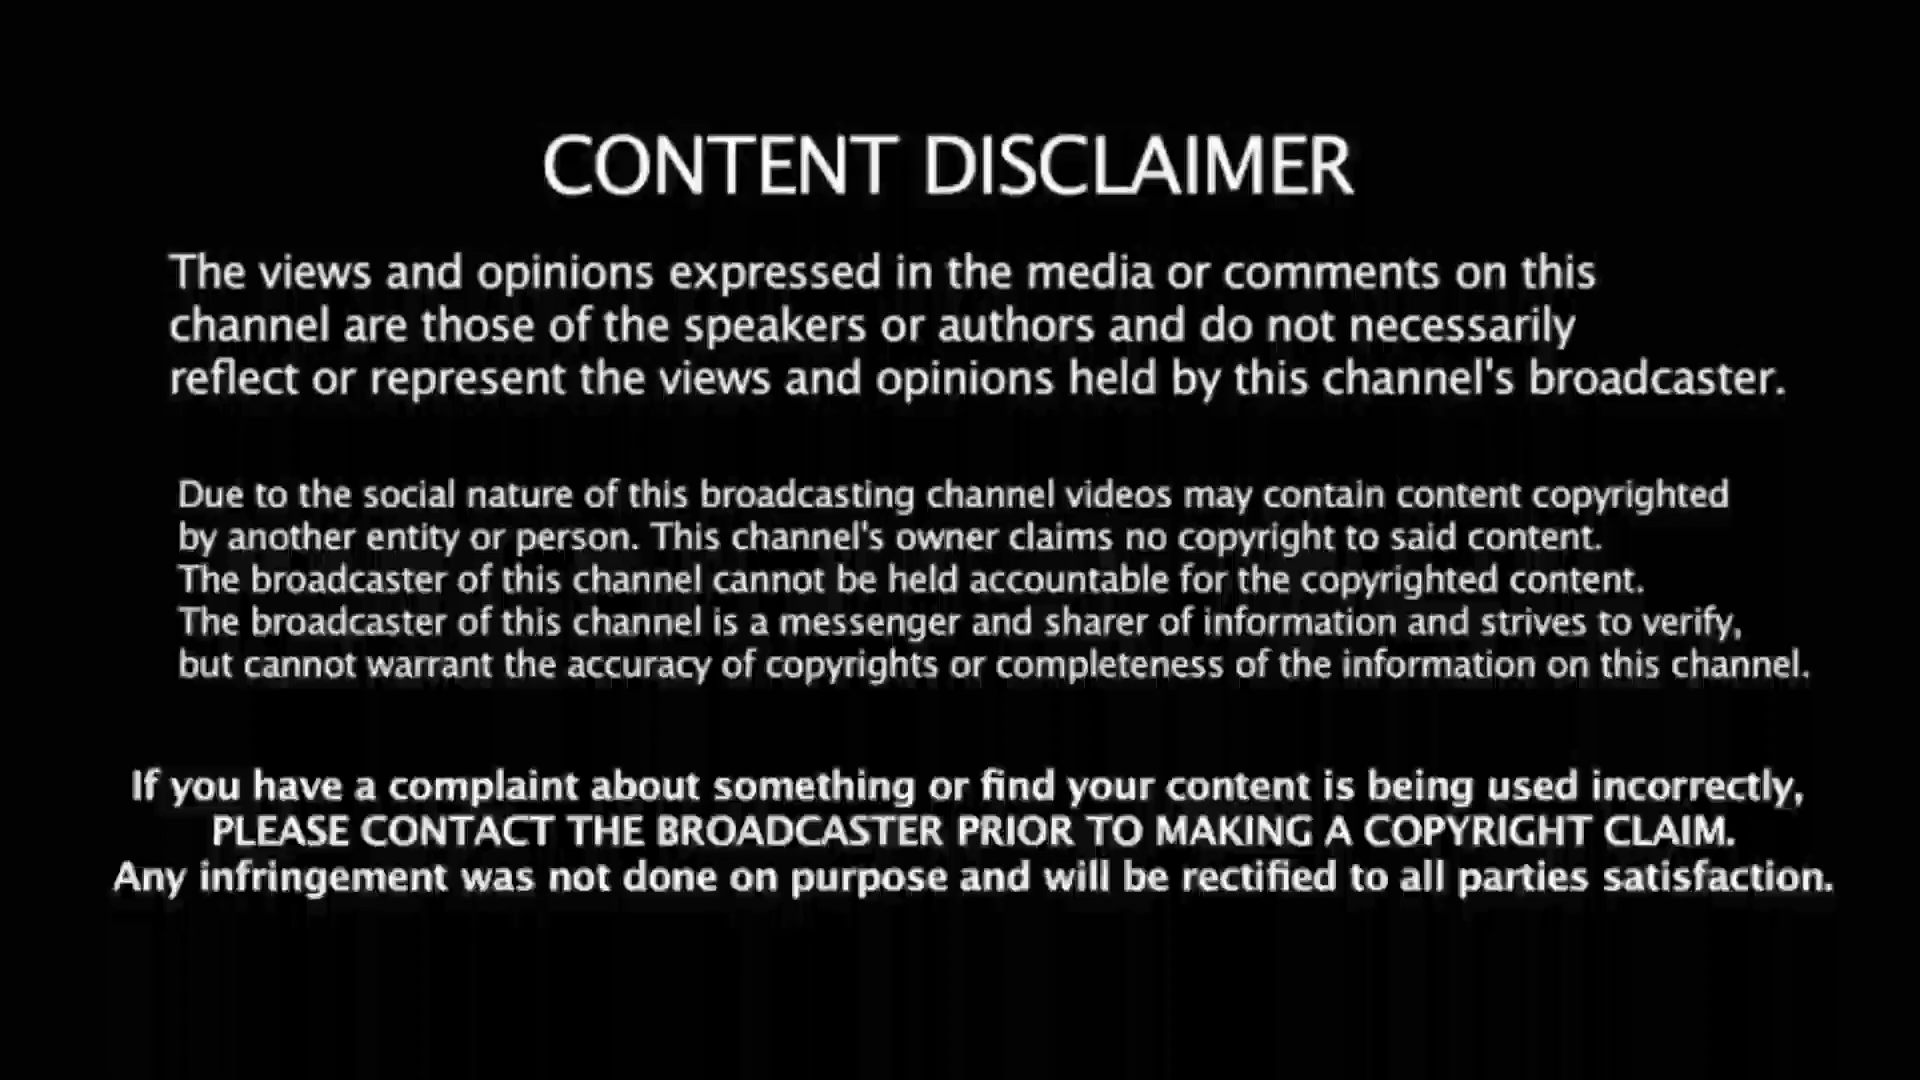 CONTENT DISCLAIMER
The views and opinions expressed in the media or comments on this
channel are those of the speakers or authors and do not necessarily
reflect or represent the views and opinions held by this channel's broadcaster.
Due to the social nature of this broadcasting channel videos may contain content copyrighted
by another entity or person. This channel's owner claims no copyright to said content.
The broadcaster of this channel cannot be held accountable for the copyrighted content.
The broadcaster of this channel is a messenger and sharer of information and strives to verify,
but cannot warrant the accuracy of copyrights or completeness of the information on this channel.
If you have a complaint about something or find your content is being used incorrectly,
PLEASE CONTACT THE BROADCASTER PRIOR TO MAKING A COPYRIGHT CLAIM.
Any infringement was not done on purpose and will be rectified to all parties satisfaction.